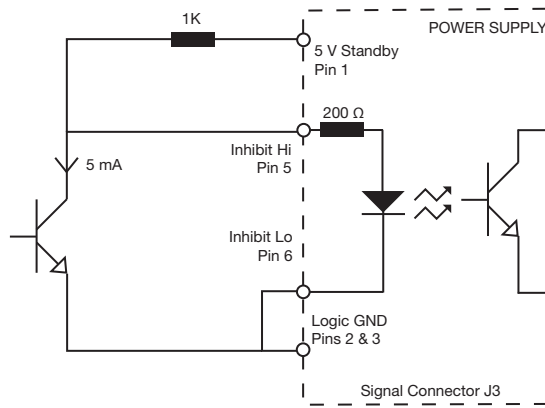 1K
POWER SUPPLY
5 V Standby
Pin 1
200 Ω
Inhibit Hi
Pin 5
5 mA
Inhibit Lo
Pin 6
Logic GND
Pins 2 & 3
Signal Connector J3